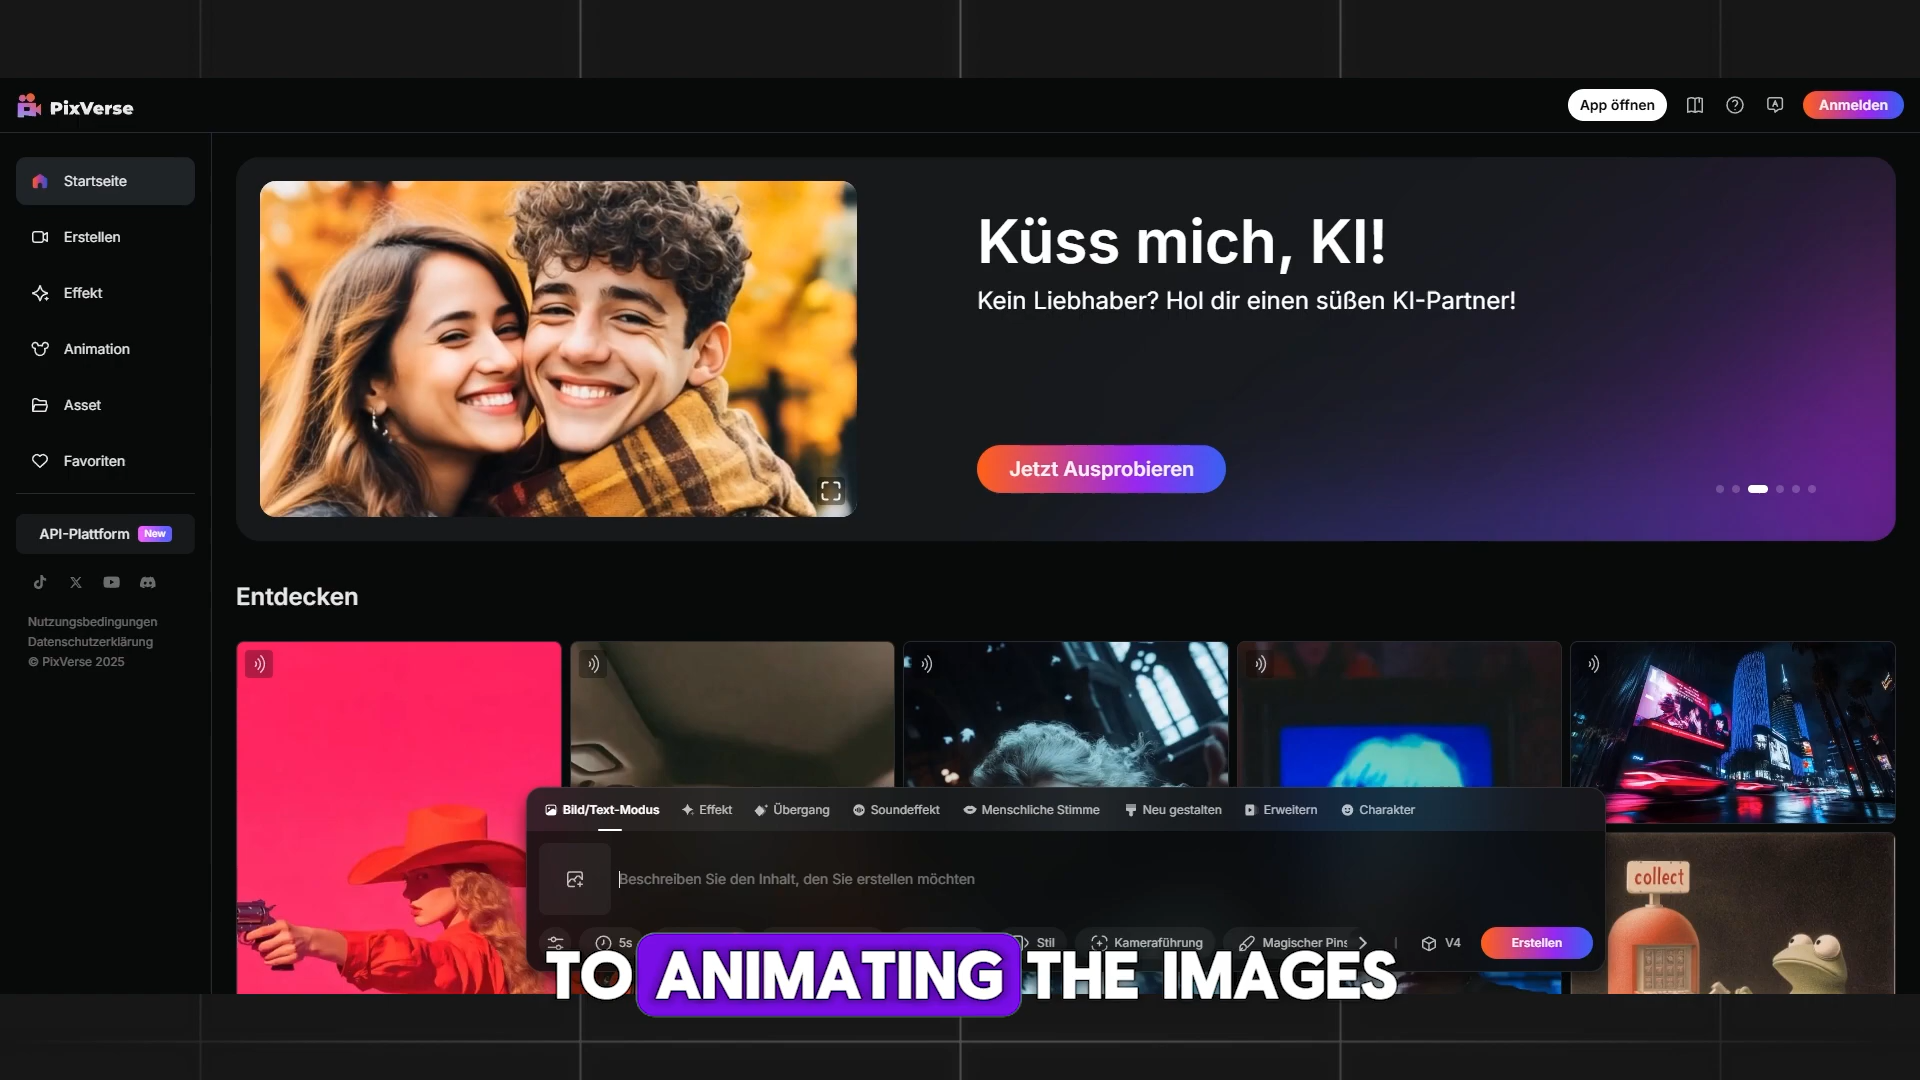 PixVerse
App öffnen
Anmelden
Startseite
Erstellen
Effekt
Animation
Asset
Favoriten
API-Plattform New
Nutzungsbedingungen
Datenschutzerklärung
© PixVerse 2025
Küss mich, KI!
Kein Liebhaber? Hol dir einen süßen KI-Partner!
Jetzt Ausprobieren
Entdecken
Bild/Text-Modus Effekt Übergang Soundeffekt Menschliche Stimme Neu gestalten Erweitern Charakter
Beschreiben Sie den Inhalt, den Sie erstellen möchten
5s Stil Kameraführung Magischer Pins V4 Erstellen
collect
TO ANIMATING THE IMAGES